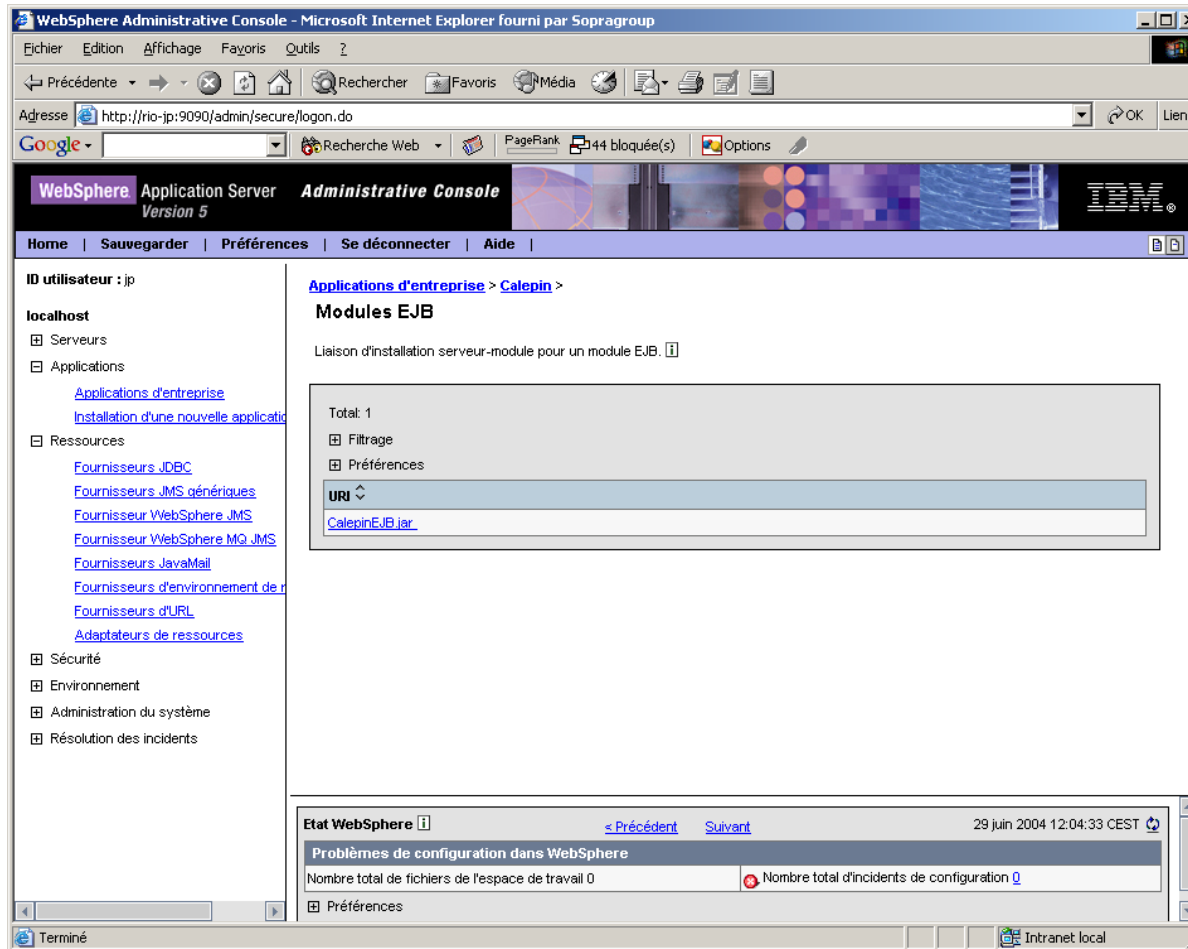 WebSphere Administrative Console - Microsoft Internet Explorer fourni par Sopragroup
Eichier Edition Affichage Favoris Outils ?
Précédente Rechercher Favoris Média
Adresse http://rio-jp:9090/admin/secure/logon.do OK Lien
Google Recherche Web PageRank 44 bloquée(s) Options
WebSphere Application Server Administrative Console
Version 5
IBM®
Home | Sauvegarder | Préférences | Se déconnecter | Aide |
ID utilisateur : jp
localhost
Serveurs
Applications
Applications d'entreprise
Installation d'une nouvelle applicatio
Ressources
Fournisseurs JDBC
Fournisseurs JMS génériques
Fournisseur WebSphere JMS
Fournisseur WebSphere MQ JMS
Fournisseurs JavaMail
Fournisseurs d'environnement de r
Fournisseurs d'URL
Adaptateurs de ressources
Sécurité
Environnement
Administration du système
Résolution des incidents
Applications d'entreprise > Calepin >
Modules EJB
Liaison d'installation serveur-module pour un module EJB. i
Total: 1
Filtrage
Préférences
URI
CalepinEJB.jar
Etat WebSphere i < Précédent Suivant 29 juin 2004 12:04:33 CEST
Problèmes de configuration dans WebSphere
Nombre total de fichiers de l'espace de travail 0 Nombre total d'incidents de configuration 0
Préférences
Terminé Intranet local